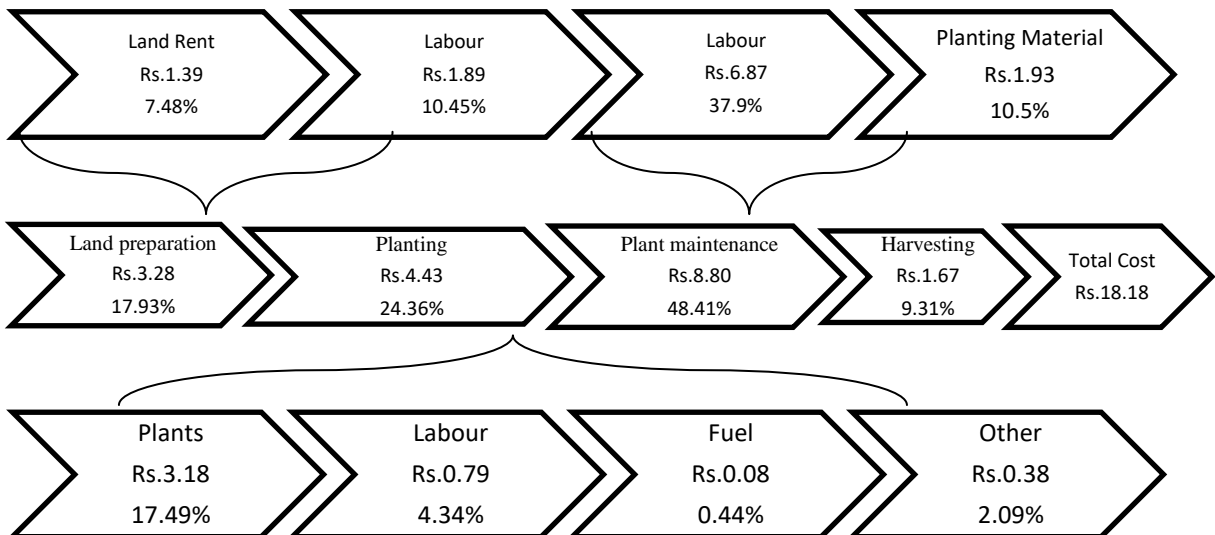 Land Rent
Rs.1.39
7.48%
Labour
Rs.1.89
10.45%
Labour
Rs.6.87
37.9%
Planting Material
Rs.1.93
10.5%
Land preparation
Rs.3.28
17.93%
Planting
Rs.4.43
24.36%
Plant maintenance
Rs.8.80
48.41%
Harvesting
Rs.1.67
9.31%
Total Cost
Rs.18.18
Plants
Rs.3.18
17.49%
Labour
Rs.0.79
4.34%
Fuel
Rs.0.08
0.44%
Other
Rs.0.38
2.09%